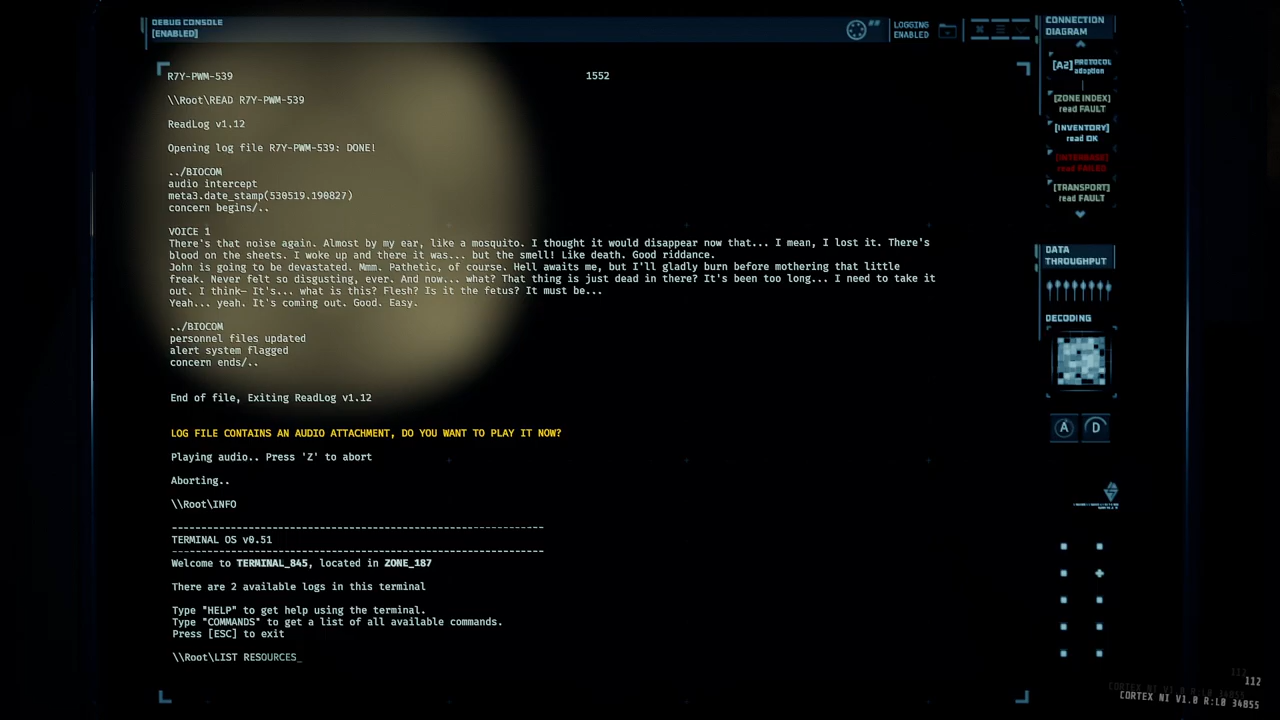 DEBUG CONSOLE
[ENABLED]
LOGGING
ENABLED
CONNECTION
DIAGRAM
R7Y-PWM-539 1552
\\Root\READ R7Y-PWM-539
ReadLog v1.12
Opening log file R7Y-PWM-539: DONE!
../BIOCOM
audio intercept
meta3.date_stamp(530519.190827)
concern begins/..
VOICE 1
There's that noise again. Almost by my ear, like a mosquito. I thought it would disappear now that... I mean, I lost it. There's
blood on the sheets. I woke up and there it was... but the smell! Like death. Good riddance.
John is going to be devastated. Mmm. Pathetic, of course. Hell awaits me, but I'll gladly burn before mothering that little
freak. Never felt so disgusting, ever. And now... what? That thing is just dead in there? It's been too long... I need to take it
out. I think— It's... what is this? Flesh? Is it the fetus? It must be...
Yeah... yeah. It's coming out. Good. Easy.
../BIOCOM
personnel files updated
alert system flagged
concern ends/..
End of file, Exiting ReadLog v1.12
LOG FILE CONTAINS AN AUDIO ATTACHMENT, DO YOU WANT TO PLAY IT NOW?
Playing audio.. Press 'Z' to abort
Aborting..
\\Root\INFO
------------------------------------------------------------------
TERMINAL OS v0.51
------------------------------------------------------------------
Welcome to TERMINAL_845, located in ZONE_187
There are 2 available logs in this terminal
Type "HELP" to get help using the terminal.
Type "COMMANDS" to get a list of all available commands.
Press [ESC] to exit
\\Root\LIST RESOURCES_
[A2] PROTOCOL
adoption
[ZONE INDEX]
read FAULT
[INVENTORY]
read OK
[INTERBASE]
read FAILED
[TRANSPORT]
read FAULT
DATA
THROUGHPUT
DECODING
A D
112
CORTEX NI V1.0 R:L0 34855